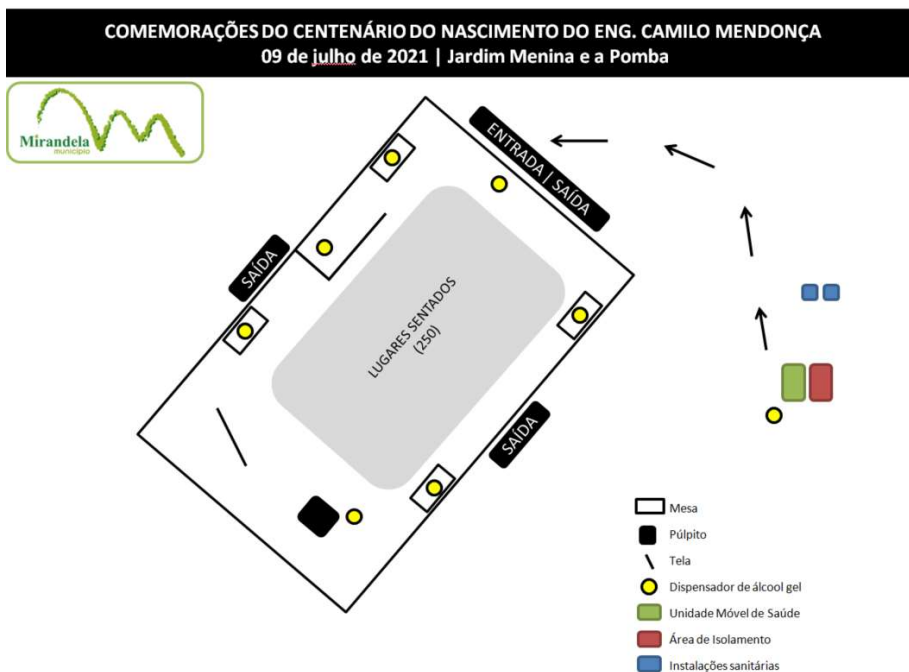 COMEMORAÇÕES DO CENTENÁRIO DO NASCIMENTO DO ENG. CAMILO MENDONÇA
09 de julho de 2021 | Jardim Menina e a Pomba
Mirandela
município
ENTRADA | SAÍDA
SAÍDA
LUGARES SENTADOS
(250)
SAÍDA
Mesa
Púlpito
Tela
Dispensador de álcool gel
Unidade Móvel de Saúde
Área de Isolamento
Instalações sanitárias